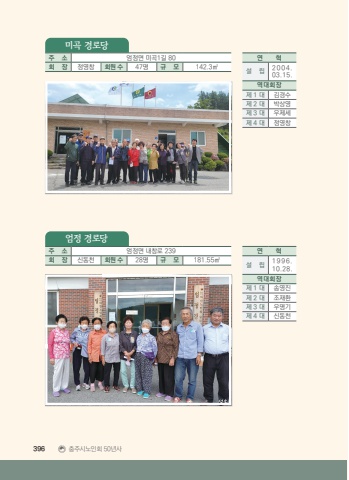 미곡 경로당
주 소 엄정면 미곡1길 80
회 장 정영창 회원수 47명 규 모 142.3㎡
연 혁
설 립 2004. 03.15.
역대회장
제1대 김경수
제2대 박상영
제3대 우제세
제4대 정영창
엄정 경로당
주 소 엄정면 내창로 239
회 장 신동천 회원수 28명 규 모 181.55㎡
연 혁
설 립 1996. 10.28.
역대회장
제1대 송영진
제2대 조재환
제3대 우명기
제4대 신동천
396 충주시노인회 50년사